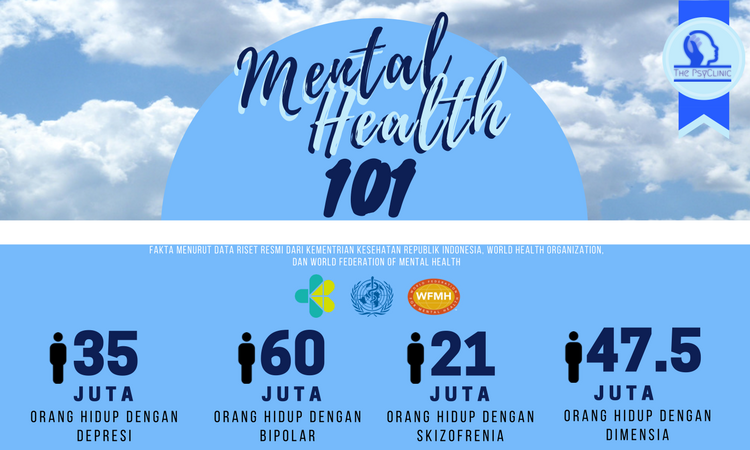 Mental
Health
101
The PsyClinic
FAKTA MENURUT DATA RISET RESMI DARI KEMENTRIAN KESEHATAN REPUBLIK INDONESIA, WORLD HEALTH ORGANIZATION,
DAN WORLD FEDERATION OF MENTAL HEALTH
WFMH
35
JUTA
ORANG HIDUP DENGAN
DEPRESI
60
JUTA
ORANG HIDUP DENGAN
BIPOLAR
21
JUTA
ORANG HIDUP DENGAN
SKIZOFRENIA
47.5
JUTA
ORANG HIDUP DENGAN
DIMENSIA